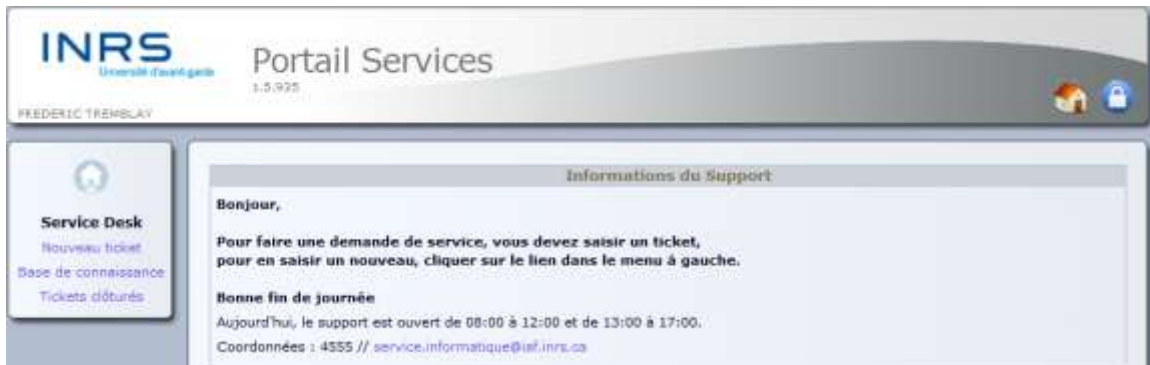 INRS
Université d'avant-garde
Portail Services
1.5.935
FREDERIC TREMBLAY
Service Desk
Nouveau ticket
Base de connaissance
Tickets clôturés
Informations du Support
Bonjour,
Pour faire une demande de service, vous devez saisir un ticket,
pour en saisir un nouveau, cliquer sur le lien dans le menu à gauche.
Bonne fin de journée
Aujourd'hui, le support est ouvert de 08:00 à 12:00 et de 13:00 à 17:00.
Coordonnées : 4555 // service.informatique@iaf.inrs.ca